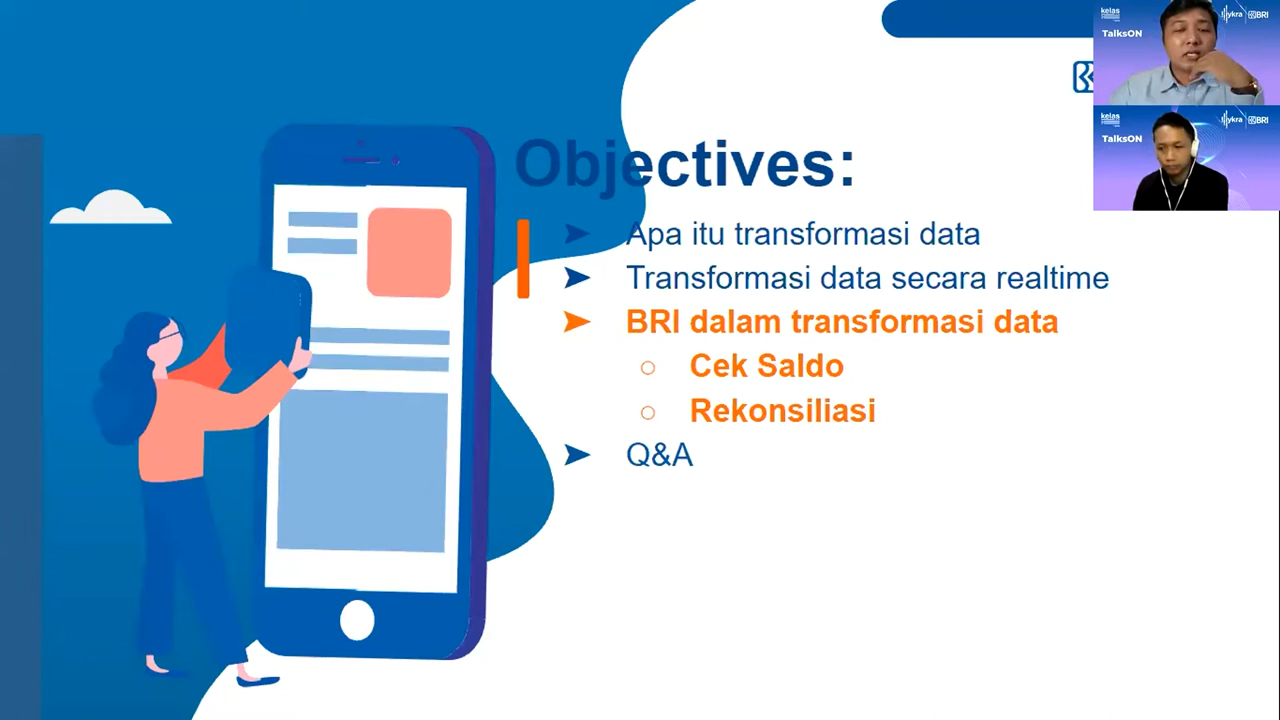 Objectives:
➤ Apa itu transformasi data
➤ Transformasi data secara realtime
➤ BRI dalam transformasi data
○ Cek Saldo
○ Rekonsiliasi
➤ Q&A
kelas
TalksON
BRI
kelas
TalksON
BRI